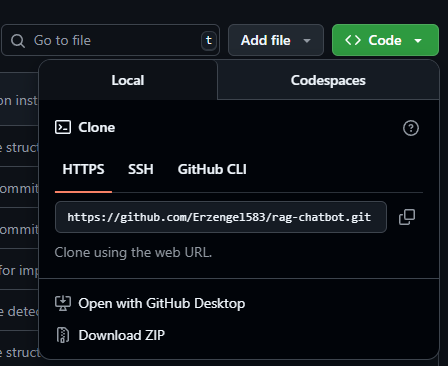 Go to file
t
Add file
<> Code
Local
Codespaces
on inst
Clone
e struct
HTTPS
SSH
GitHub CLI
ommit
https://github.com/Erzengel583/rag-chatbot.git
ommit
Clone using the web URL.
for imp
Open with GitHub Desktop
e detec
Download ZIP
e struct